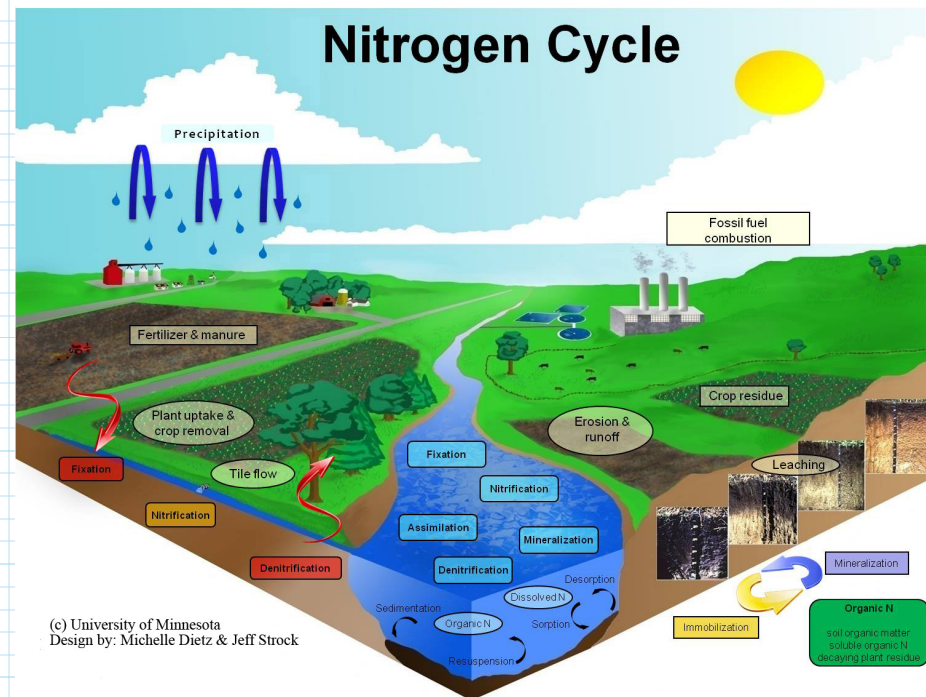 Nitrogen Cycle
Precipitation
Fossil fuel
combustion
Fertilizer & manure
Crop residue
Plant uptake &
crop removal
Erosion &
runoff
Fixation
Fixation
Tile flow
Leaching
Nitrification
Nitrification
Assimilation
Mineralization
Denitrification
Denitrification
Mineralization
Desorption
Dissolved N
Sedimentation
Organic N
Sorption
Immobilization
Resuspension
Organic N
soil organic matter
soluble organic N
decaying plant residue
(c) University of Minnesota
Design by: Michelle Dietz & Jeff Strock